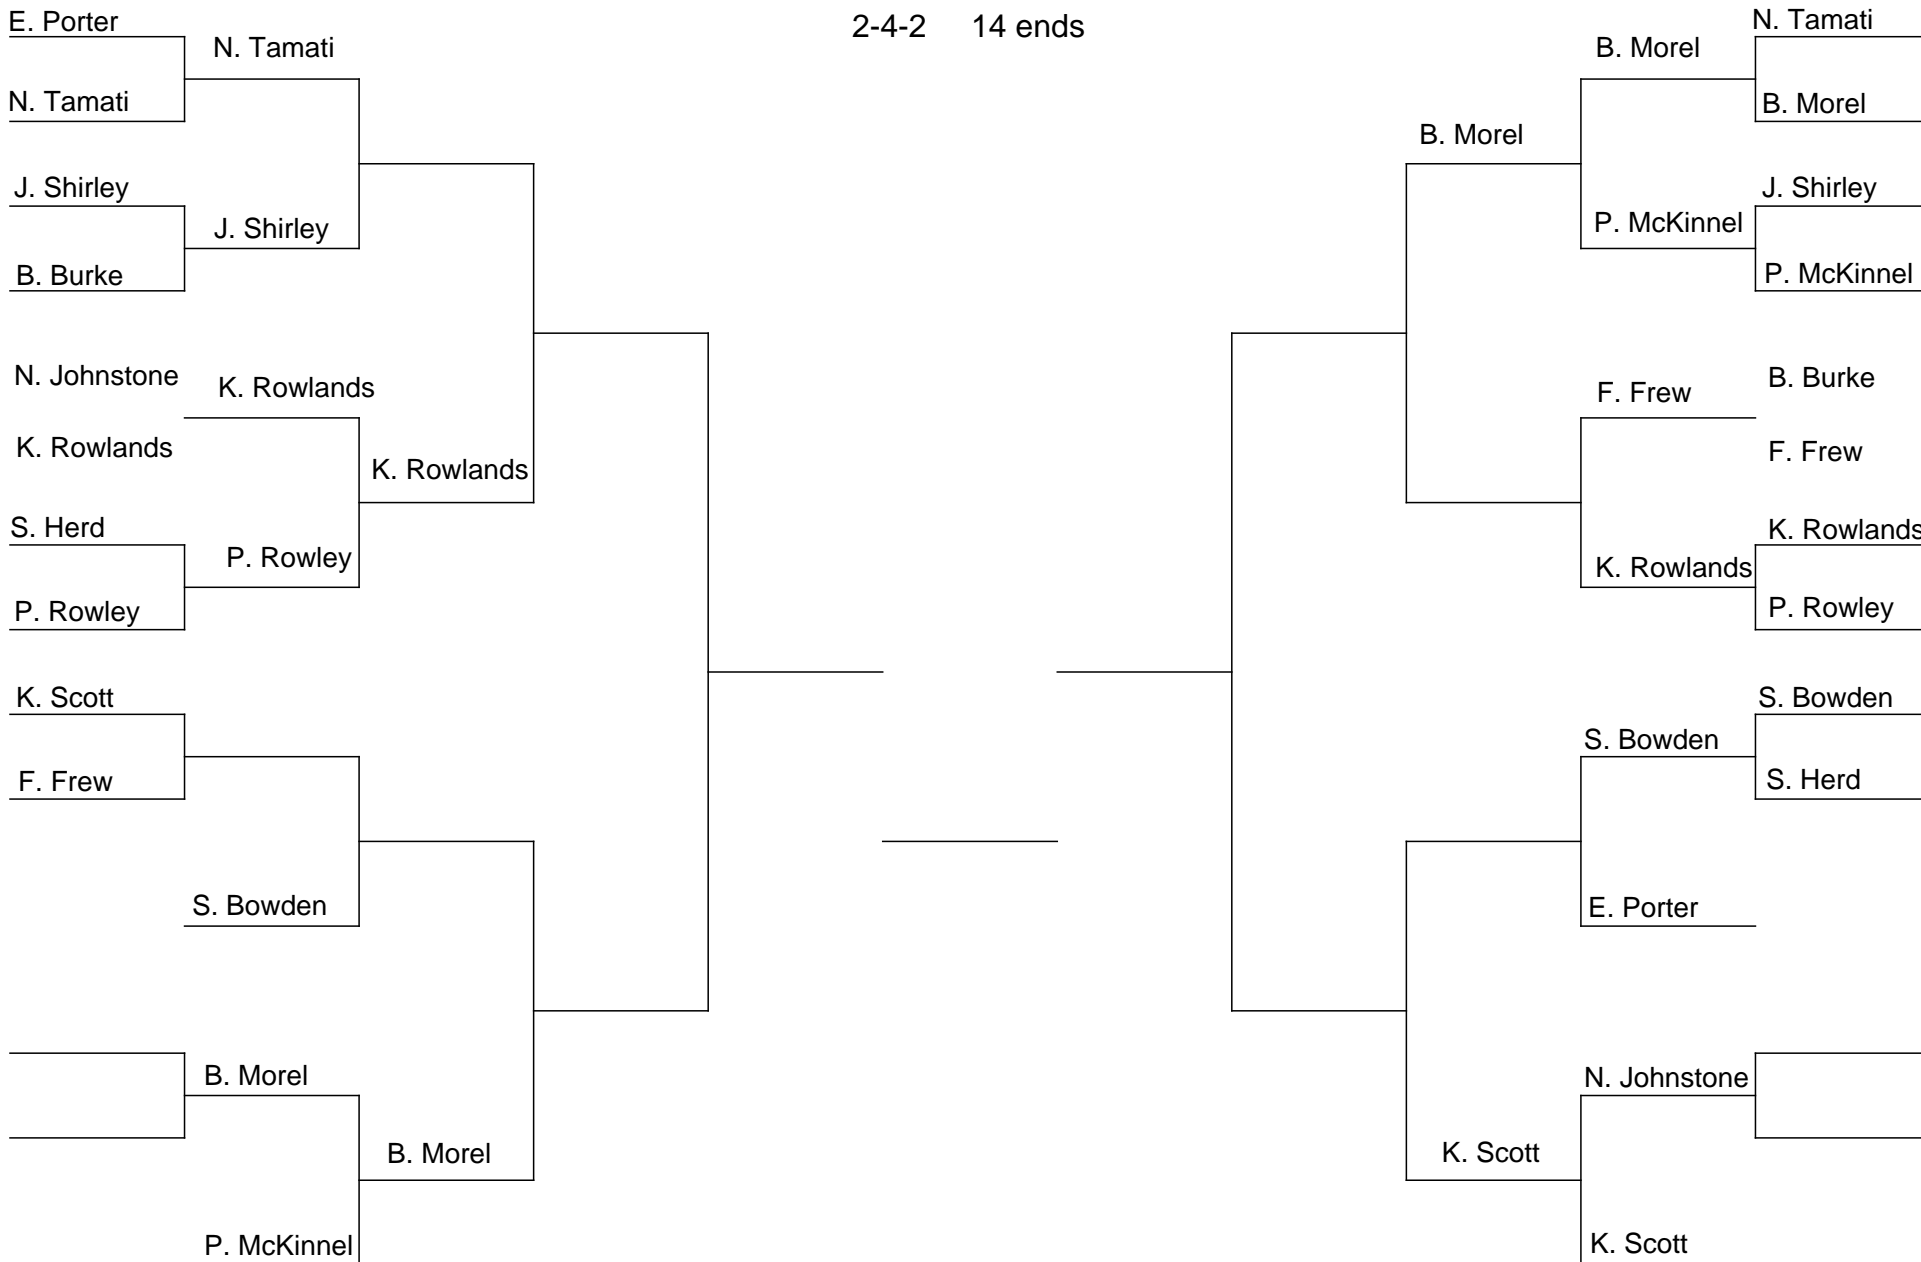 2-4-2 14 ends
E. Porter
N. Tamati
N. Tamati
J. Shirley
J. Shirley
B. Burke
N. Johnstone
K. Rowlands
K. Rowlands
K. Rowlands
S. Herd
P. Rowley
P. Rowley
K. Scott
F. Frew
S. Bowden
B. Morel
B. Morel
P. McKinnel
N. Tamati
B. Morel
B. Morel
B. Morel
J. Shirley
P. McKinnel
P. McKinnel
B. Burke
F. Frew
F. Frew
K. Rowlands
K. Rowlands
P. Rowley
S. Bowden
S. Bowden
S. Herd
E. Porter
N. Johnstone
K. Scott
K. Scott